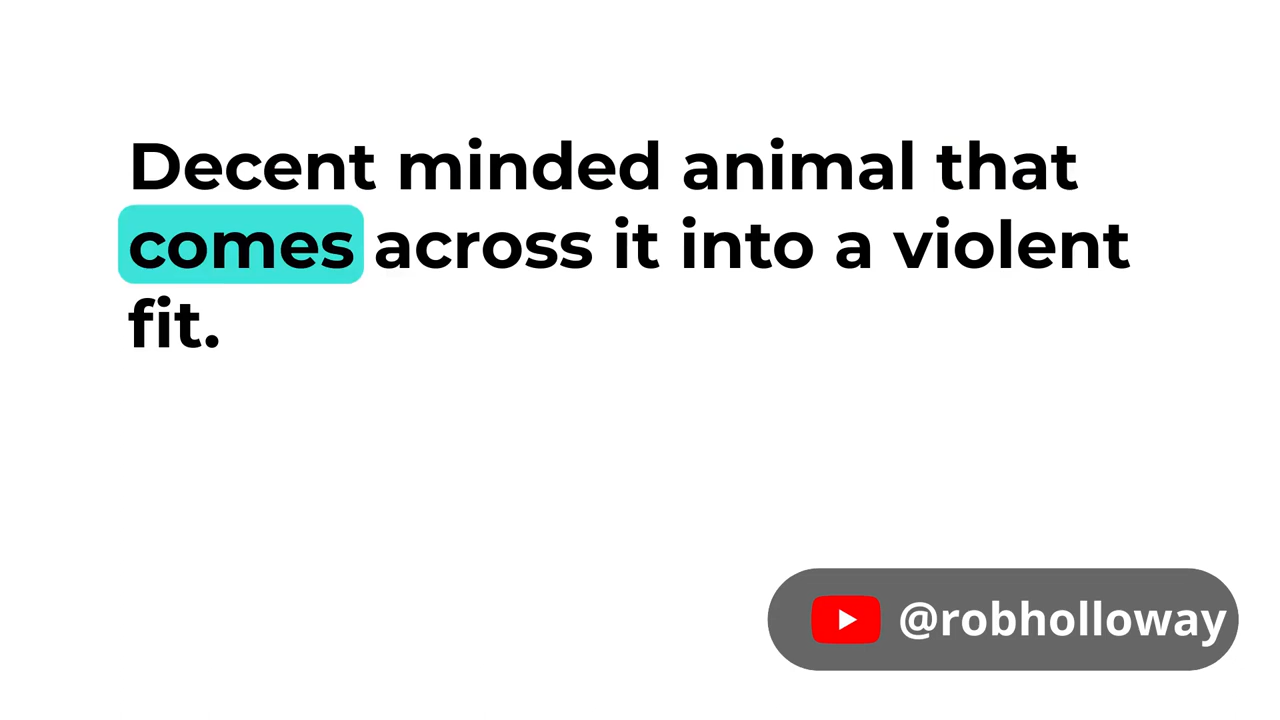 Decent minded animal that
comes across it into a violent
fit.
@robholloway